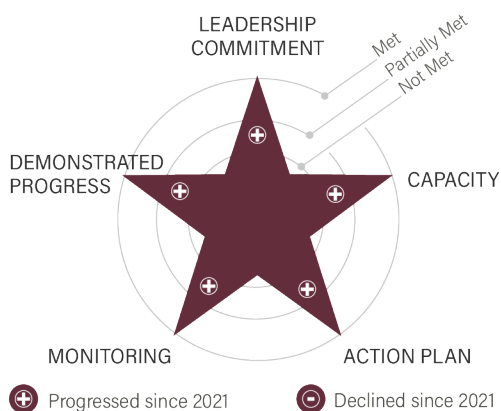 LEADERSHIP
COMMITMENT
Met
Partially Met
Not Met
DEMONSTRATED
PROGRESS
CAPACITY
MONITORING
ACTION PLAN
Progressed since 2021
Declined since 2021